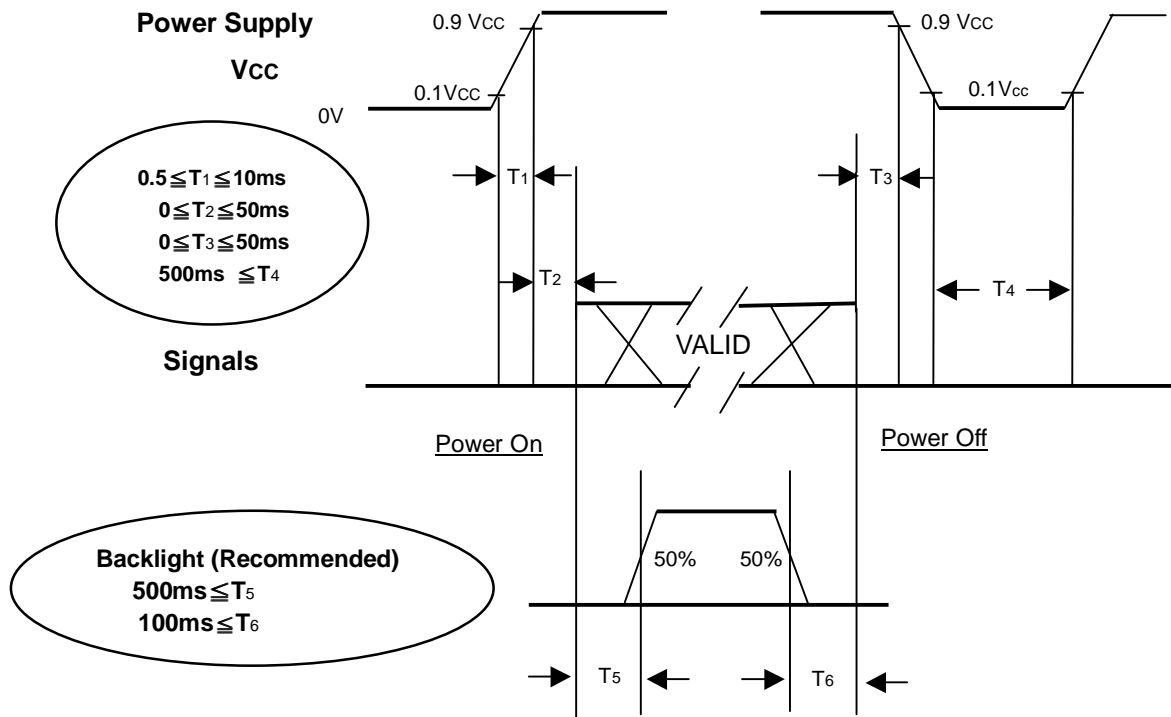 Power Supply
Vcc
0.9 Vcc
0.1Vcc
0V
0.9 Vcc
0.1Vcc
0.5≦T1≦10ms
0≦T2≦50ms
0≦T3≦50ms
500ms ≦T4
T1
T2
T3
T4
Signals
VALID
Power On
Power Off
Backlight (Recommended)
500ms≦T5
100ms≦T6
50%
50%
T5
T6